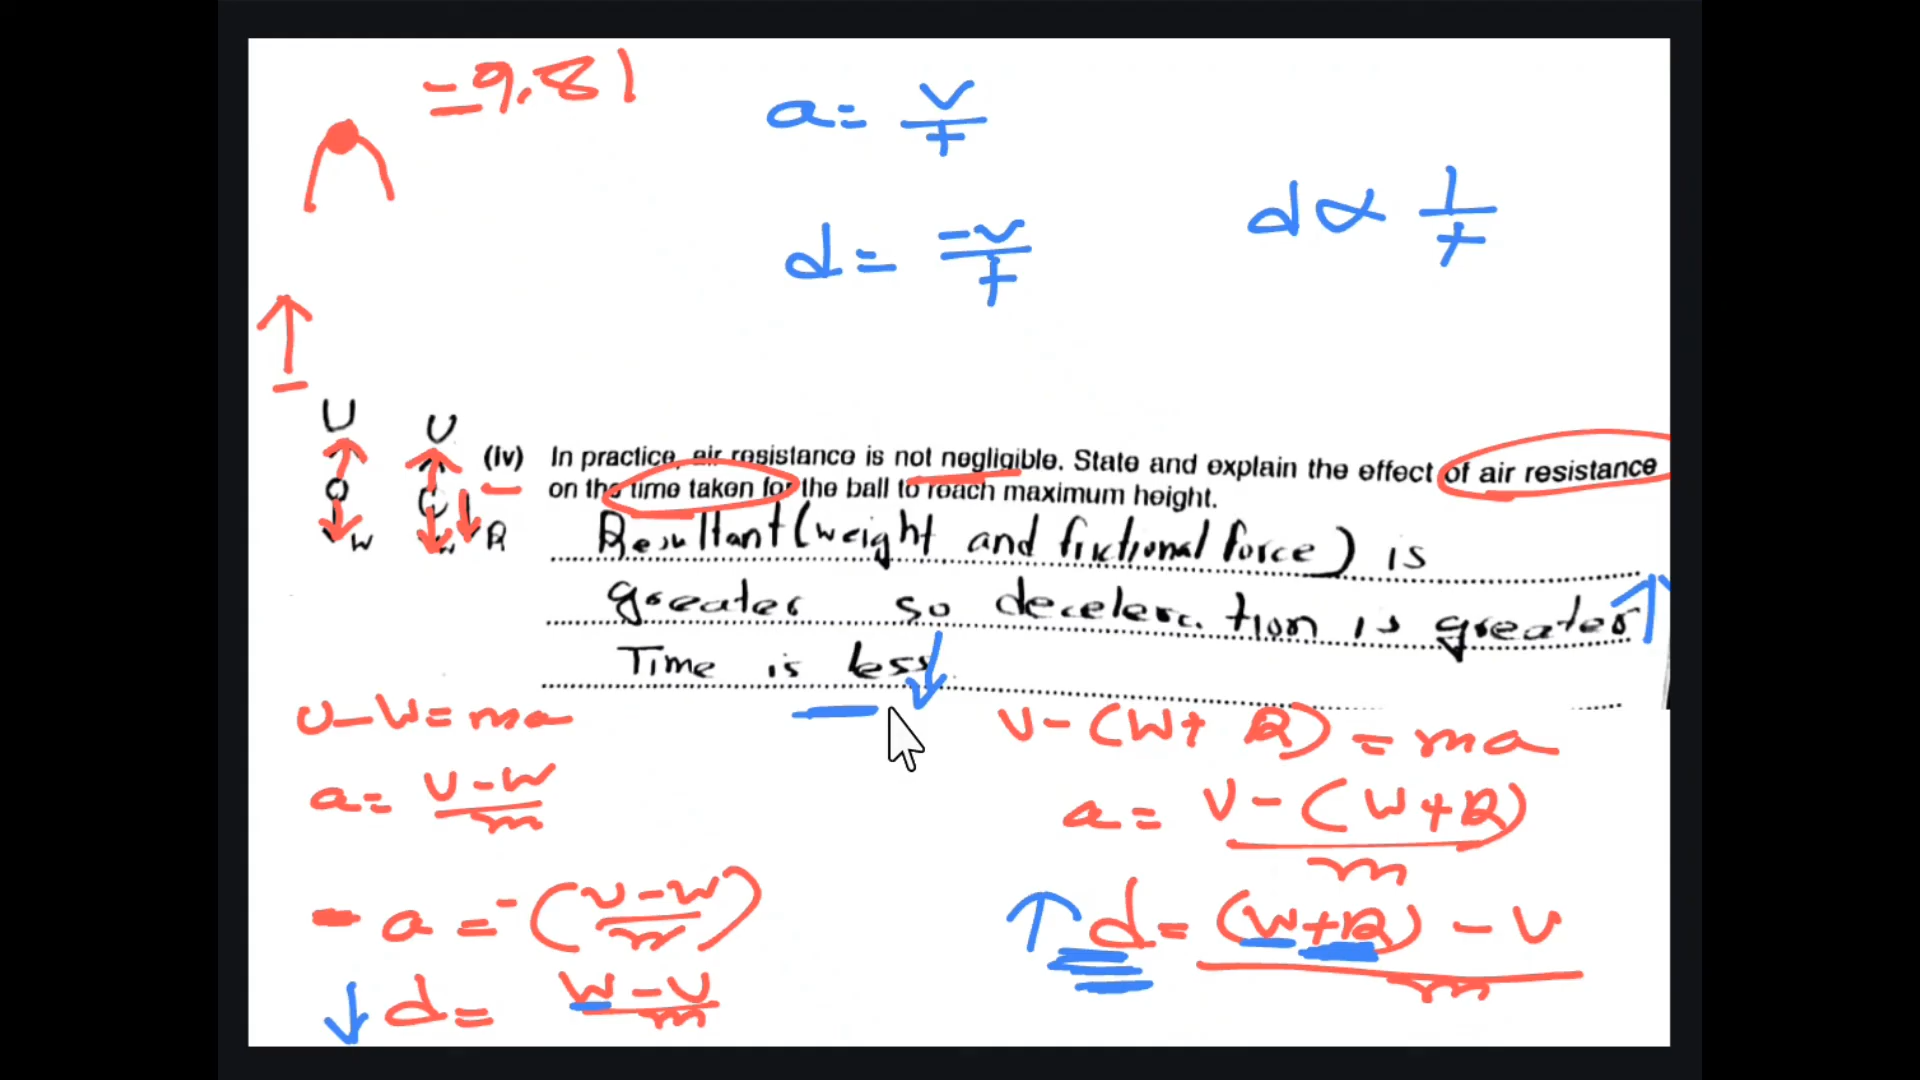 = 9.81
a = v/t
d = -v/t
d ∝ 1/t
U
U
W
W
R
(iv) In practice, air resistance is not negligible. State and explain the effect of air resistance
on the time taken for the ball to reach maximum height.
Resultant (weight and frictional force) is
greater so deceleration is greater
Time is less.
U - W = ma
a = U - W / m
- a = - (U - W / m)
d = W - U / m
U - (W + R) = ma
a = U - (W + R) / m
d = (W + R) - U / m